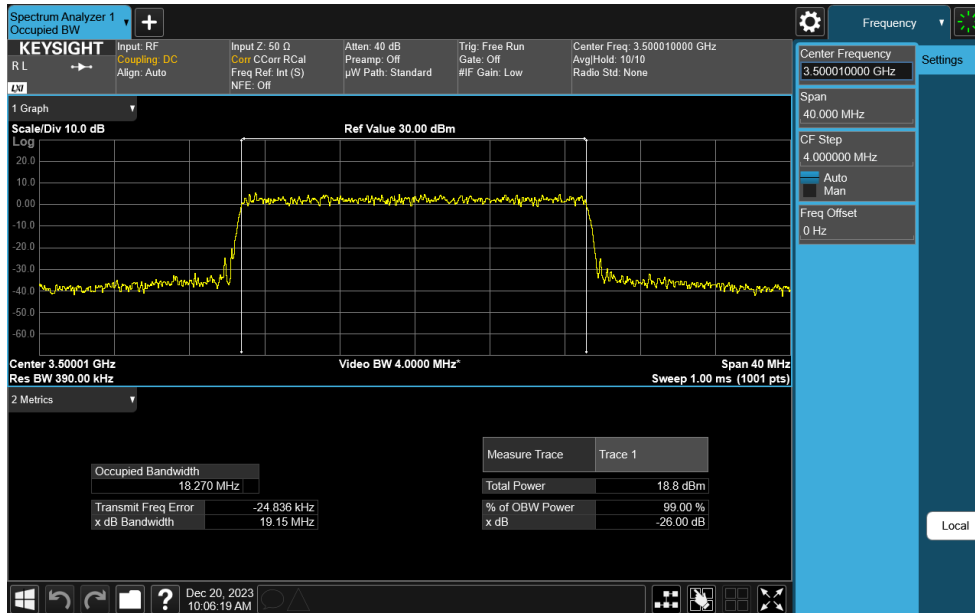 Spectrum Analyzer 1
Occupied BW
Frequency
KEYSIGHT
R L
LXI
Input: RF
Coupling: DC
Align: Auto
Input Z: 50 Ω
Corr CCorr RCal
Freq Ref: Int (S)
NFE: Off
Atten: 40 dB
Preamp: Off
µW Path: Standard
Trig: Free Run
Gate: Off
#IF Gain: Low
Center Freq: 3.500010000 GHz
Avg|Hold: 10/10
Radio Std: None
Center Frequency
3.500010000 GHz
Settings
Span
40.000 MHz
CF Step
4.000000 MHz
Auto
Man
Freq Offset
0 Hz
Local
1 Graph
Scale/Div 10.0 dB
Ref Value 30.00 dBm
Log
20.0
10.0
0.00
-10.0
-20.0
-30.0
-40.0
-50.0
-60.0
Center 3.50001 GHz
Video BW 4.0000 MHz*
Span 40 MHz
Res BW 390.00 kHz
Sweep 1.00 ms (1001 pts)
2 Metrics
Measure Trace Trace 1
Occupied Bandwidth
18.270 MHz
Total Power 18.8 dBm
Transmit Freq Error -24.836 kHz
% of OBW Power 99.00 %
x dB Bandwidth 19.15 MHz
x dB -26.00 dB
?
Dec 20, 2023
10:06:19 AM